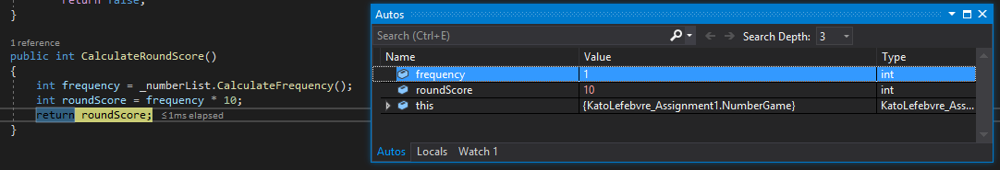 return false;
}
1 reference
public int CalculateRoundScore()
{
int frequency = _numberList.CalculateFrequency();
int roundScore = frequency * 10;
return roundScore; ≤1ms elapsed
}
Autos
Search (Ctrl+E) Search Depth: 3
Name Value Type
frequency 1 int
roundScore 10 int
this {KatoLefebvre_Assignment1.NumberGame} KatoLefebvre_Ass...
Autos Locals Watch 1